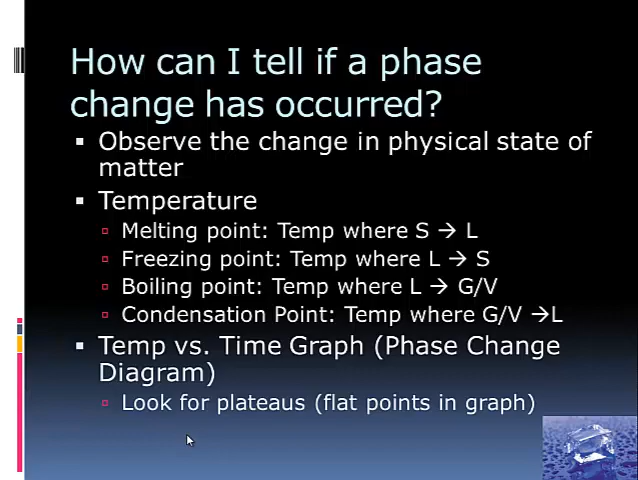 How can I tell if a phase
change has occurred?
▪ Observe the change in physical state of
matter
▪ Temperature
▫ Melting point: Temp where S → L
▫ Freezing point: Temp where L → S
▫ Boiling point: Temp where L → G/V
▫ Condensation Point: Temp where G/V →L
▪ Temp vs. Time Graph (Phase Change
Diagram)
▫ Look for plateaus (flat points in graph)